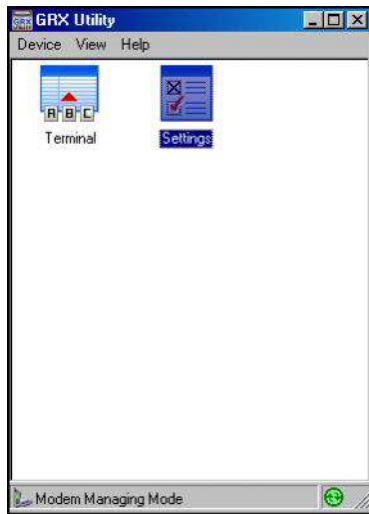 GRX Utility
Device View Help
A B C
Terminal Settings
Modem Managing Mode